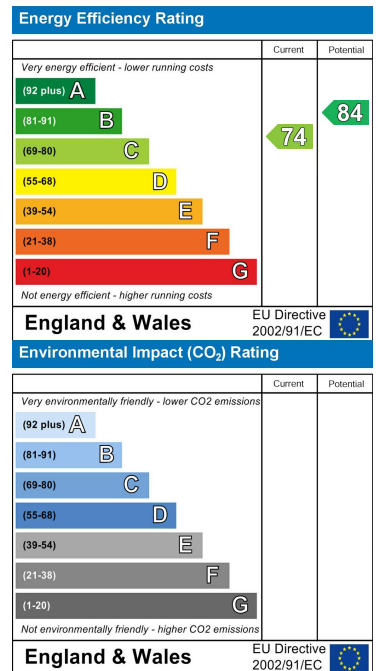 Energy Efficiency Rating
Current Potential
Very energy efficient - lower running costs
(92 plus) A
(81-91) B
(69-80) C
(55-68) D
(39-54) E
(21-38) F
(1-20) G
74
84
Not energy efficient - higher running costs
England & Wales
EU Directive
2002/91/EC
Environmental Impact (CO₂) Rating
Current Potential
Very environmentally friendly - lower CO2 emissions
(92 plus) A
(81-91) B
(69-80) C
(55-68) D
(39-54) E
(21-38) F
(1-20) G
Not environmentally friendly - higher CO2 emissions
England & Wales
EU Directive
2002/91/EC